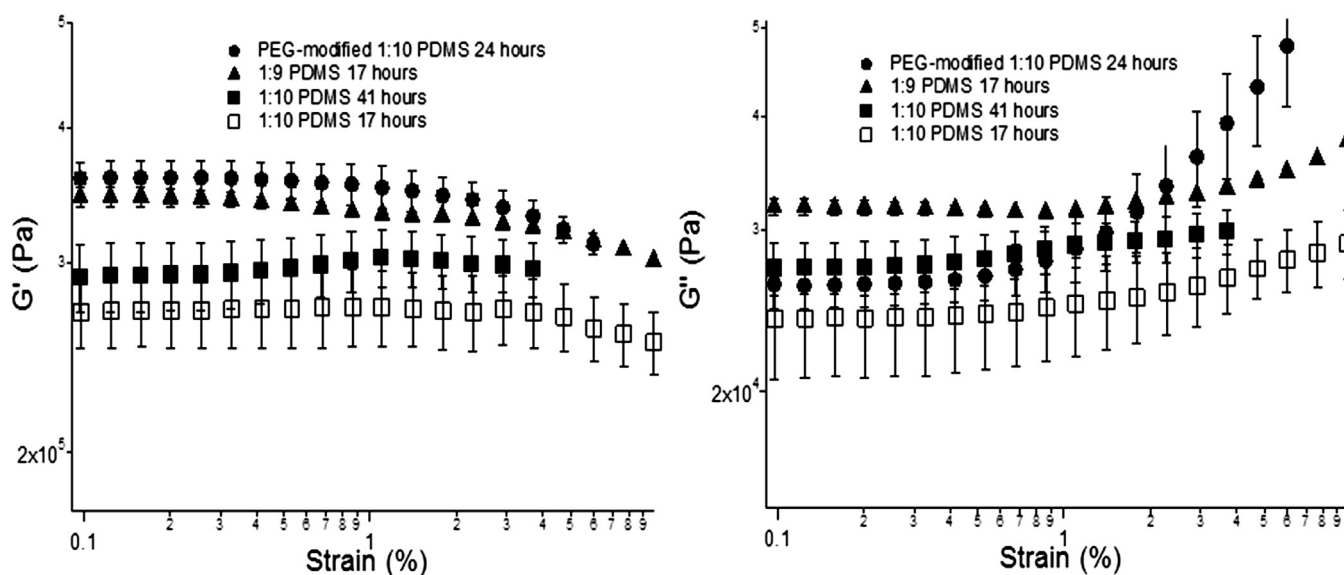 5
PEG-modified 1:10 PDMS 24 hours
1:9 PDMS 17 hours
1:10 PDMS 41 hours
1:10 PDMS 17 hours
4
3
2x10⁵
G' (Pa)
0.1 2 3 4 5 6 7 8 9 1 2 3 4 5 6 7 8 9
Strain (%)
5
PEG-modified 1:10 PDMS 24 hours
1:9 PDMS 17 hours
1:10 PDMS 41 hours
1:10 PDMS 17 hours
4
3
2x10⁴
G'' (Pa)
0.1 2 3 4 5 6 7 8 9 1 2 3 4 5 6 7 8 9
Strain (%)